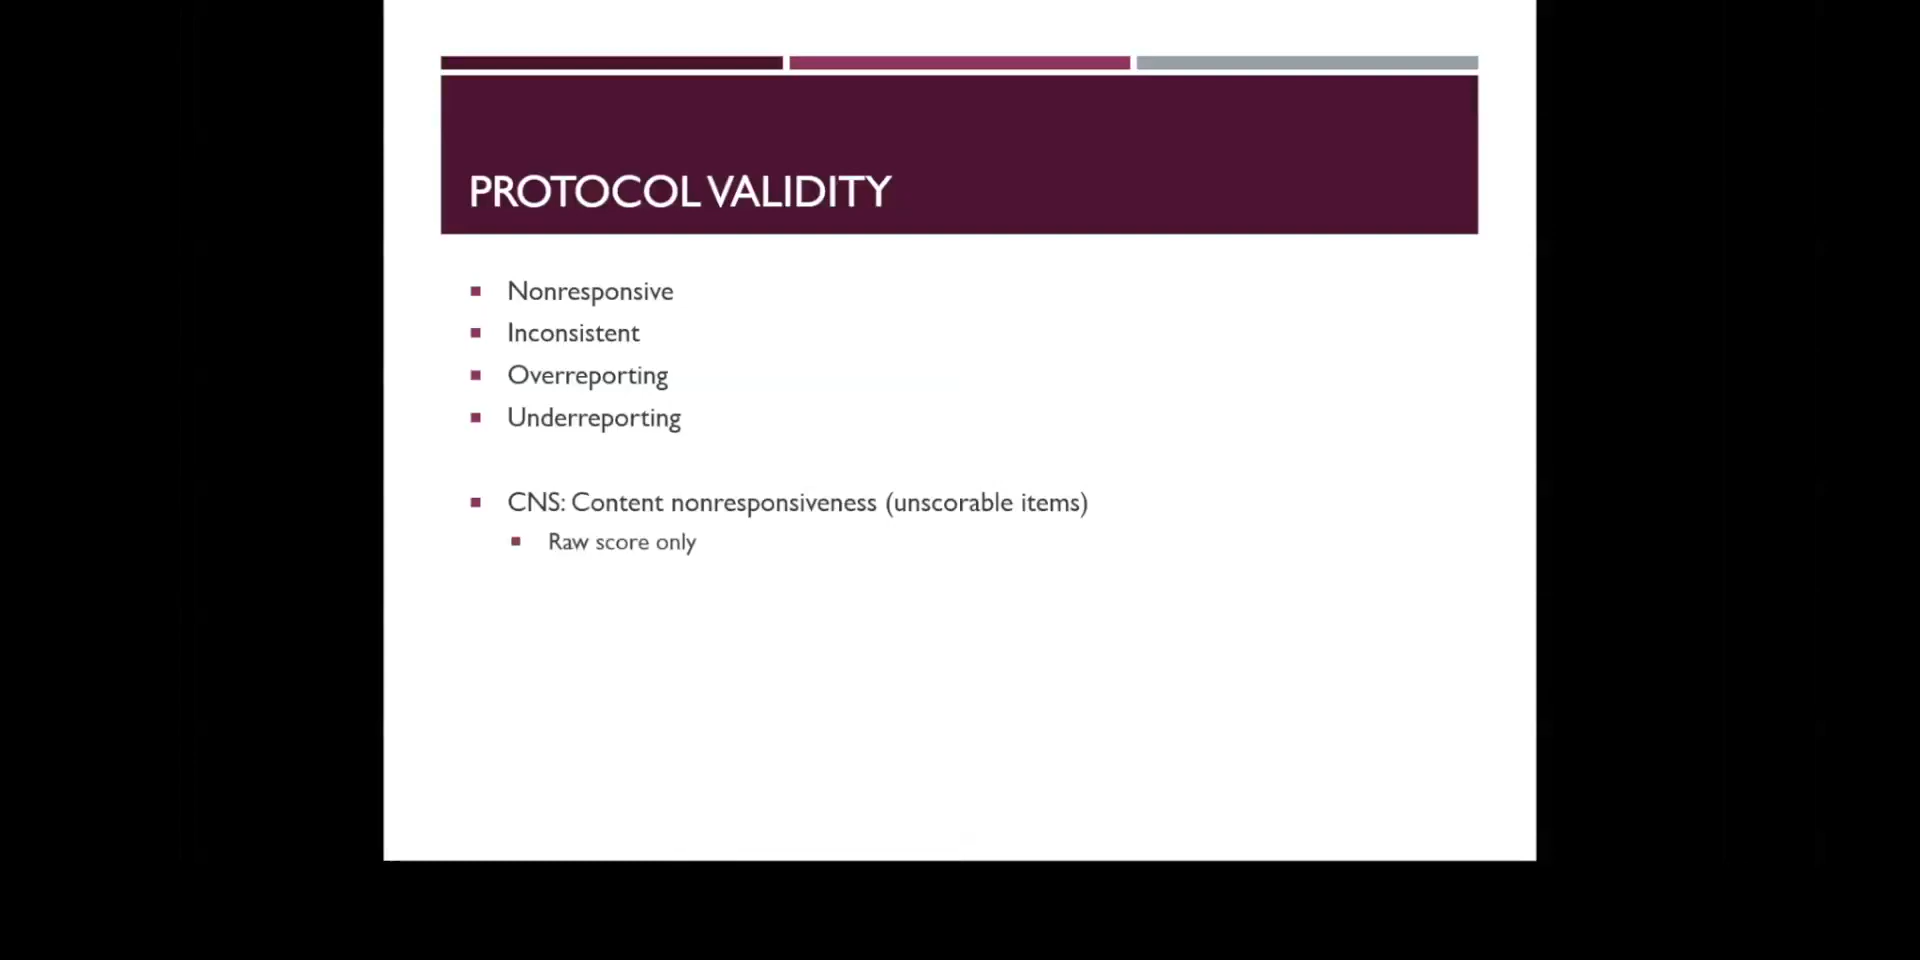 PROTOCOL VALIDITY
Nonresponsive
Inconsistent
Overreporting
Underreporting
CNS: Content nonresponsiveness (unscorable items)
Raw score only